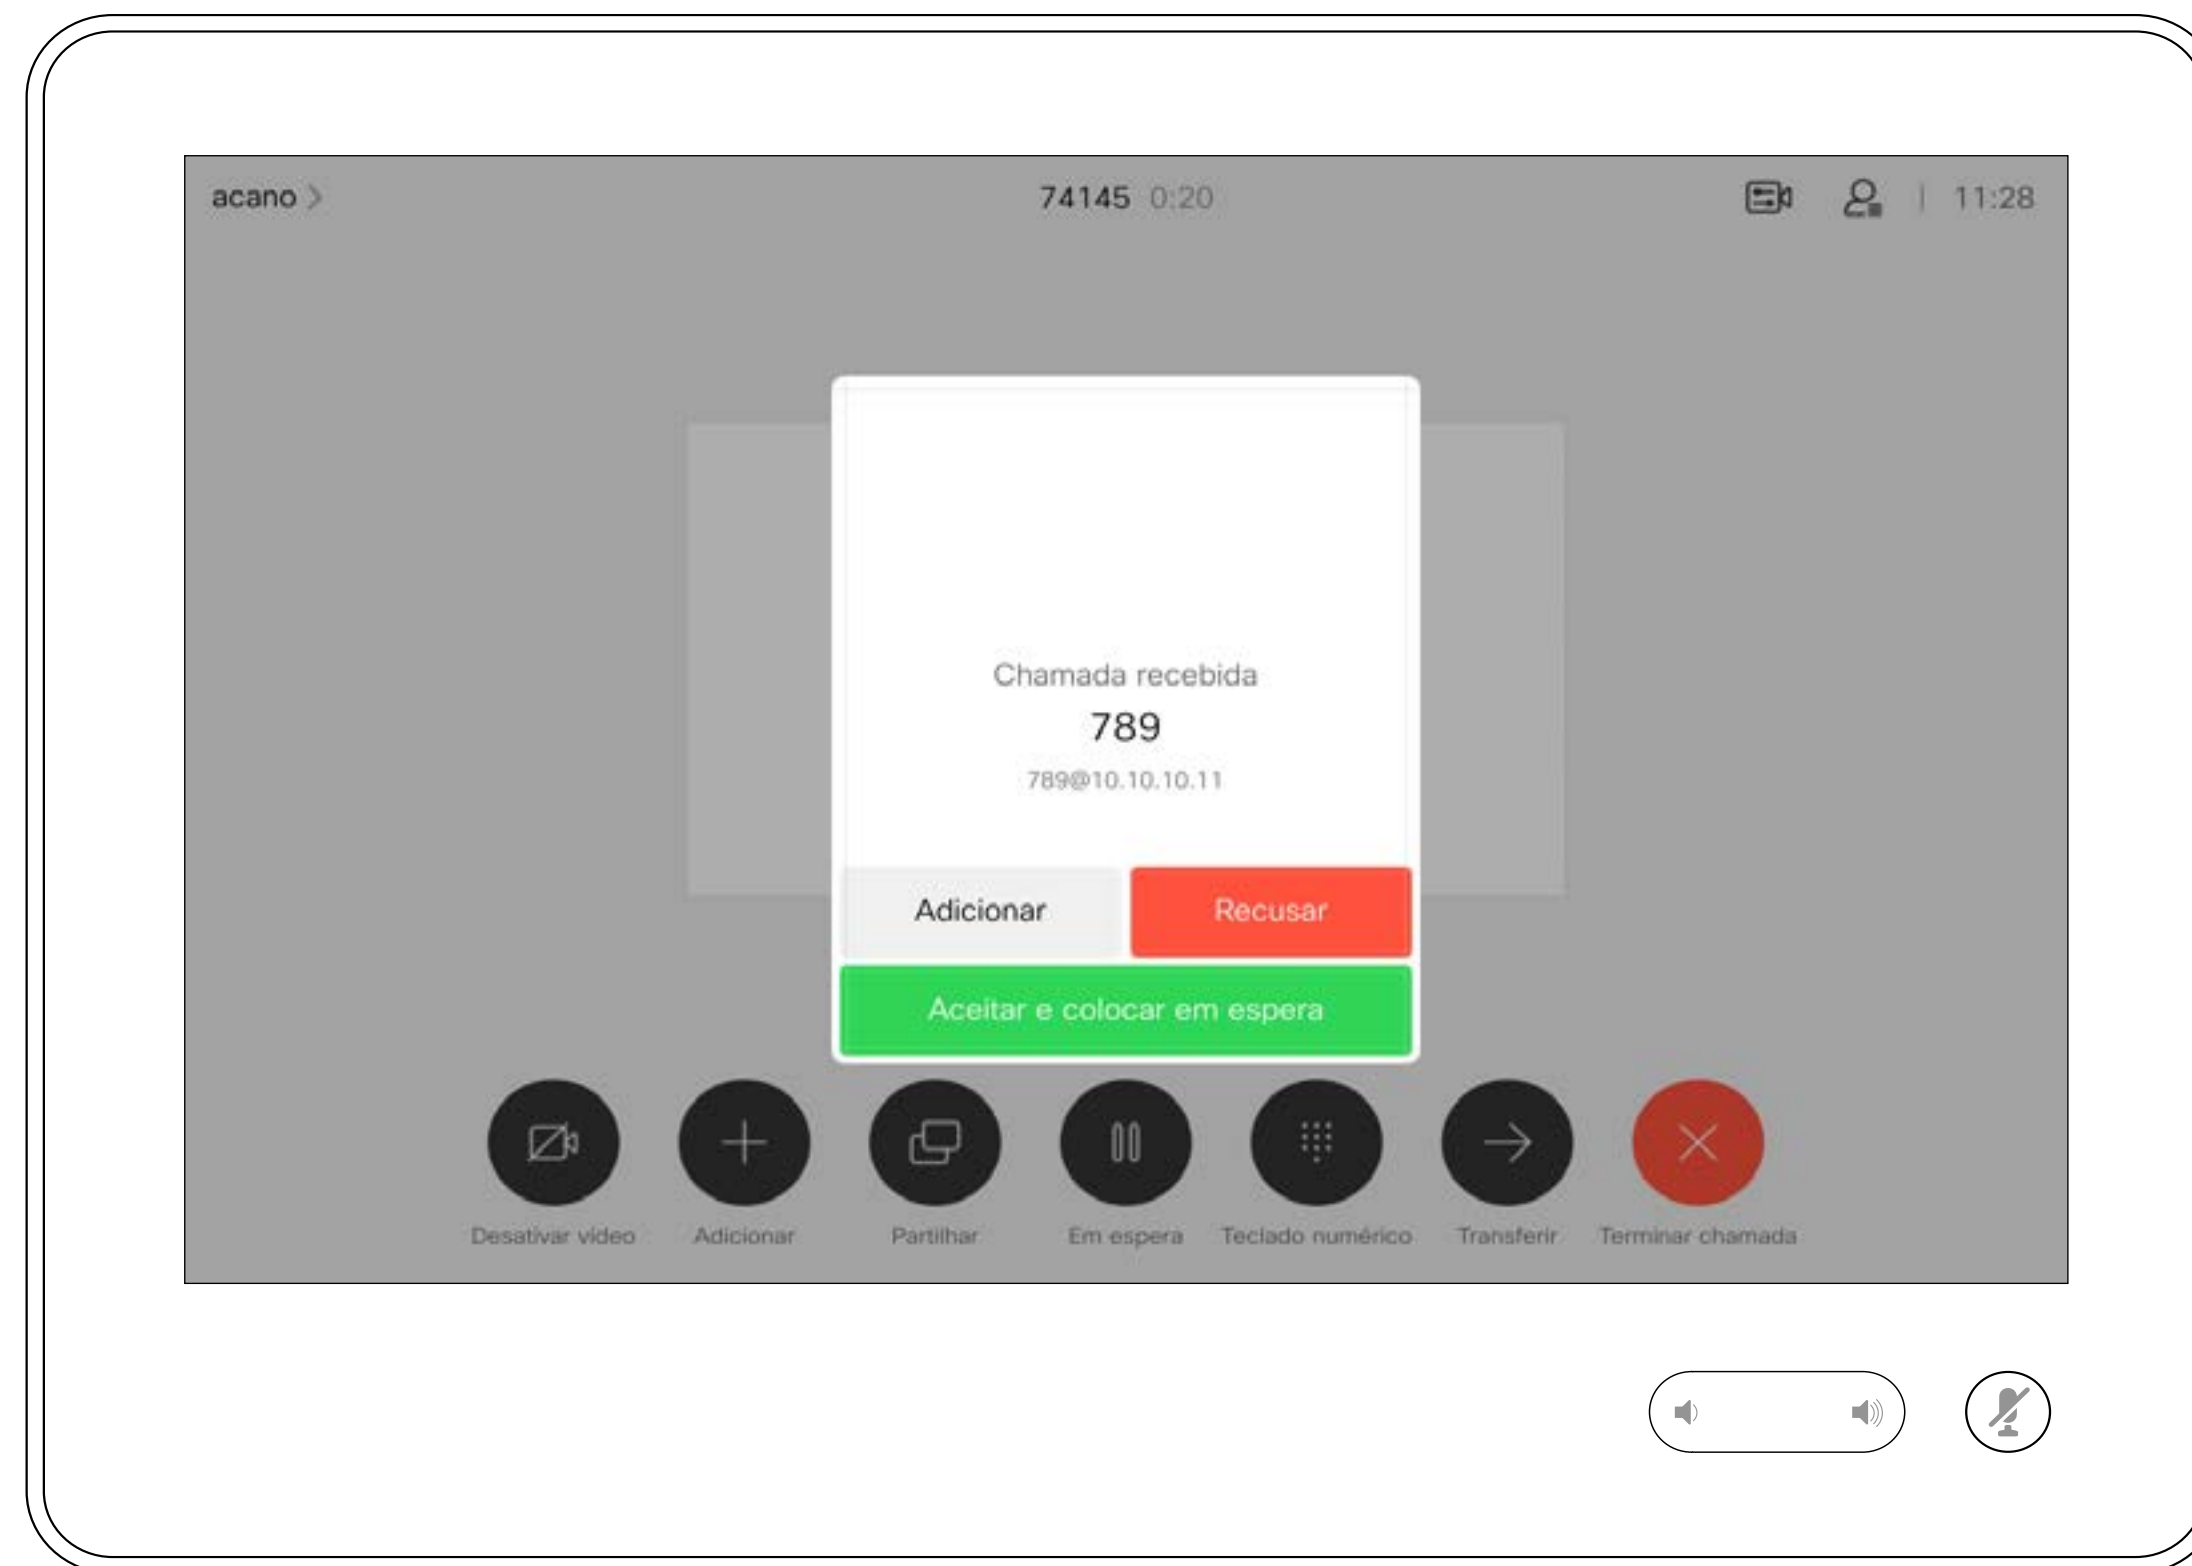 acano
74145 0:20
11:28
Chamada recebida
789
789@10.10.10.11
Adicionar
Recusar
Aceitar e colocar em espera
Desativar vídeo
Adicionar
Partilhar
Em espera
Teclado numérico
Transferir
Terminar chamada